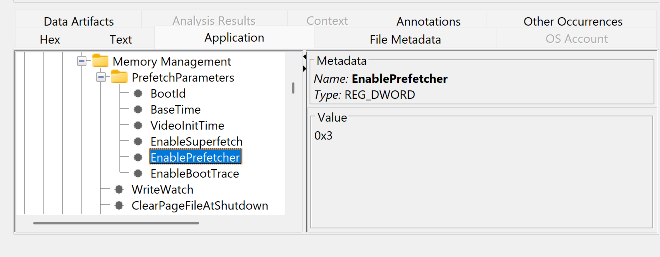 Data Artifacts Analysis Results Context Annotations Other Occurrences
Hex Text Application File Metadata OS Account
Memory Management
PrefetchParameters
BootId
BaseTime
VideoInitTime
EnableSuperfetch
EnablePrefetcher
EnableBootTrace
WriteWatch
ClearPageFileAtShutdown
Metadata
Name: EnablePrefetcher
Type: REG_DWORD
Value
0x3